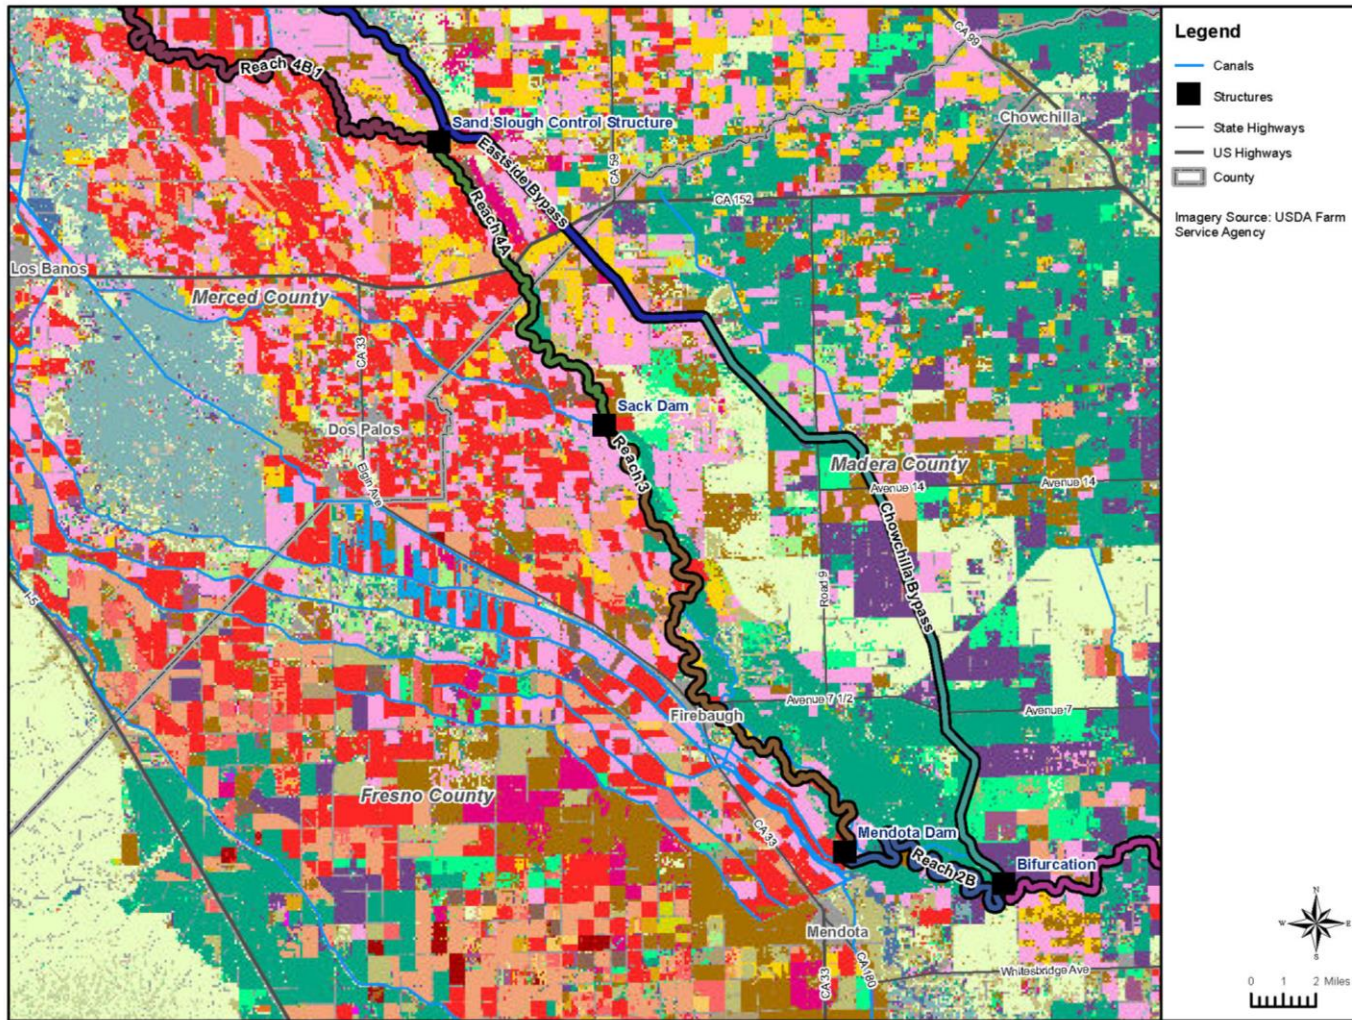 CA 99
Legend
Canals
Structures
State Highways
US Highways
County
Imagery Source: USDA Farm
Service Agency
Reach 4B1
Chowchilla
Sand Slough Control Structure
Eastside Bypass
CA 59
Reach 4A
CA 152
Los Banos
Merced County
CA 33
Sack Dam
Dos Palos
Reach 3
Madera County
Elgin Ave
Avenue 14
Avenue 14
Chowchilla Bypass
I-5
Road 9
Avenue 7 1/2
Avenue 7
Firebaugh
Fresno County
CA 33
Mendota Dam
Reach 2B
Bifurcation
Mendota
CA 33
CA 180
Whitesbridge Ave
N
W
E
S
0 1 2 Miles